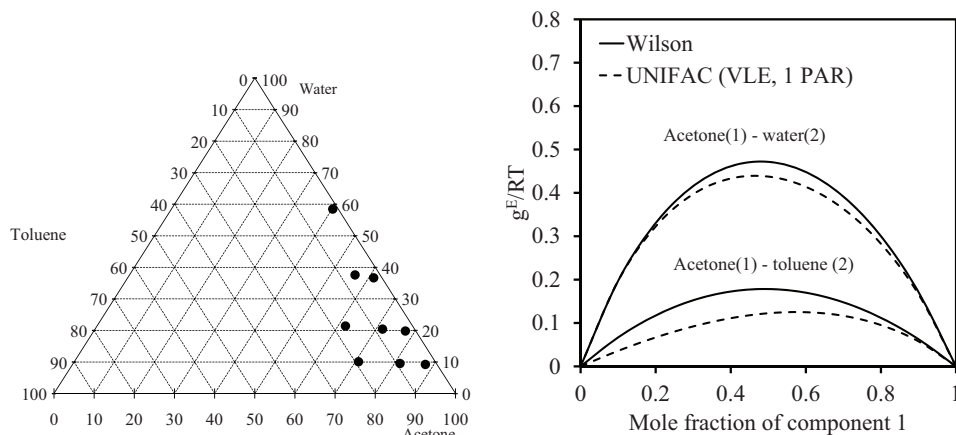 0 100
Water
10 90
20 80
30 70
40 60
Toluene
50 50
60 40
70 30
80 20
90 10
100 0
0 10 20 30 40 50 60 70 80 90 100
Acetone
0.8
0.7
0.6
0.5
0.4
0.3
0.2
0.1
0
g^E/RT
Wilson
UNIFAC (VLE, 1 PAR)
Acetone(1) - water(2)
Acetone(1) - toluene (2)
0 0.2 0.4 0.6 0.8 1
Mole fraction of component 1